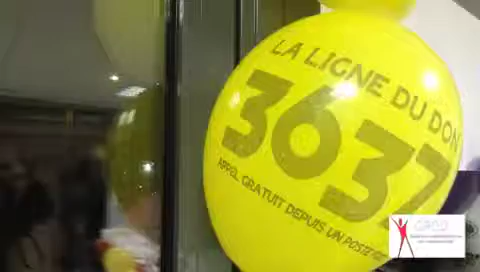 LA LIGNE DU DON
3637
APPEL GRATUIT DEPUIS UN POSTE